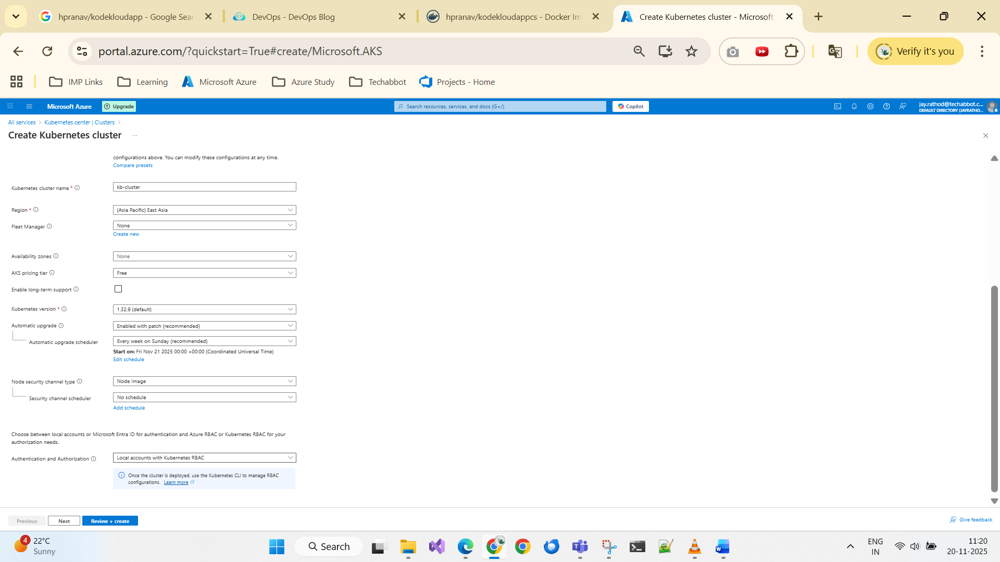 hpranav/kodekloudapp - Google Sear
DevOps - DevOps Blog
hpranav/kodekloudappcs - Docker Im
Create Kubernetes cluster - Microsoft
portal.azure.com/?quickstart=True#create/Microsoft.AKS
Verify it's you
IMP Links
Learning
Microsoft Azure
Azure Study
Techabbot
Projects - Home
Microsoft Azure
Upgrade
Search resources, services, and docs (G+/)
Copilot
jay.rathod@techabbot.c...
DEFAULT DIRECTORY (JAYRATHO...
All services > Kubernetes center | Clusters >
Create Kubernetes cluster ...
configurations above. You can modify these configurations at any time.
Compare presets
Kubernetes cluster name *
kb-cluster
Region *
(Asia Pacific) East Asia
Fleet Manager
None
Create new
Availability zones
None
AKS pricing tier
Free
Enable long-term support
Kubernetes version *
1.32.9 (default)
Automatic upgrade
Enabled with patch (recommended)
Automatic upgrade scheduler
Every week on Sunday (recommended)
Start on: Fri Nov 21 2025 00:00 +00:00 (Coordinated Universal Time)
Edit schedule
Node security channel type
Node Image
Security channel scheduler
No schedule
Add schedule
Choose between local accounts or Microsoft Entra ID for authentication and Azure RBAC or Kubernetes RBAC for your
authorization needs.
Authentication and Authorization
Local accounts with Kubernetes RBAC
Once the cluster is deployed, use the Kubernetes CLI to manage RBAC
configurations. Learn more
Previous
Next
Review + create
Give feedback
4
22°C
Sunny
Search
ENG
IN
11:20
20-11-2025